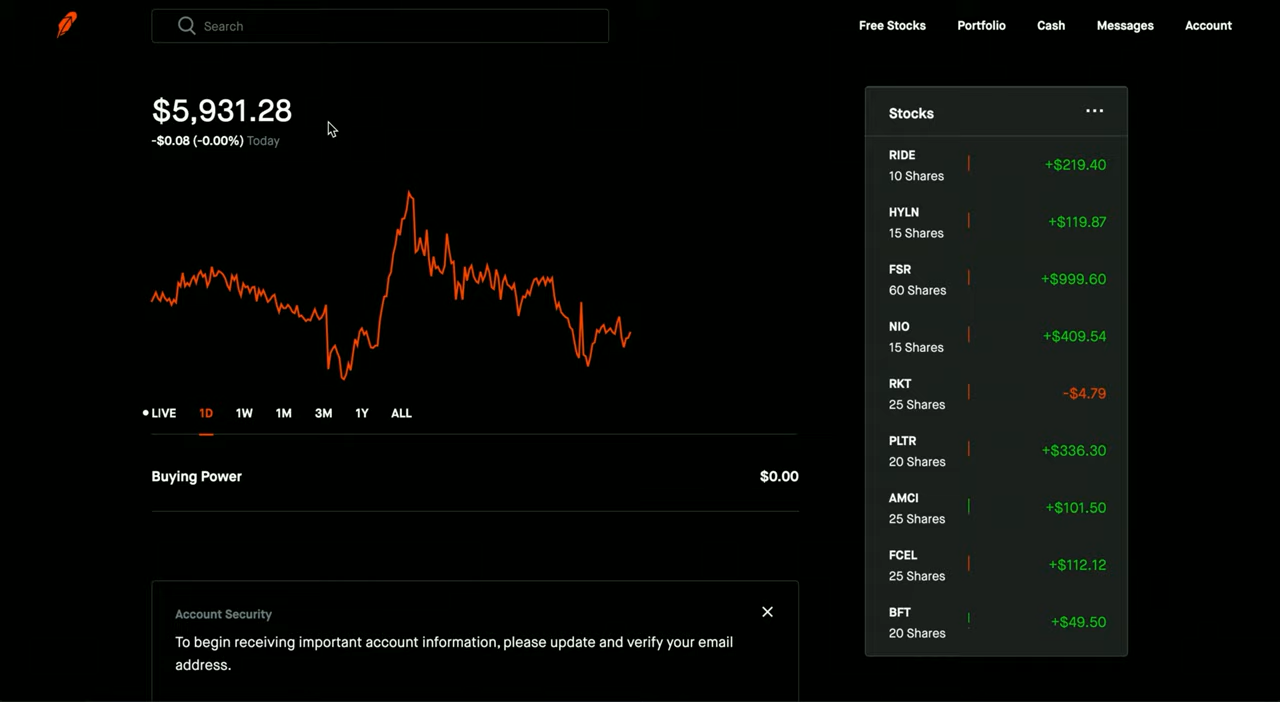 Search
Free Stocks Portfolio Cash Messages Account
$5,931.28
-$0.08 (-0.00%) Today
LIVE 1D 1W 1M 3M 1Y ALL
Buying Power $0.00
Account Security
To begin receiving important account information, please update and verify your email
address.
Stocks
RIDE
10 Shares
+$219.40
HYLN
15 Shares
+$119.87
FSR
60 Shares
+$999.60
NIO
15 Shares
+$409.54
RKT
25 Shares
-$4.79
PLTR
20 Shares
+$336.30
AMCI
25 Shares
+$101.50
FCEL
25 Shares
+$112.12
BFT
20 Shares
+$49.50